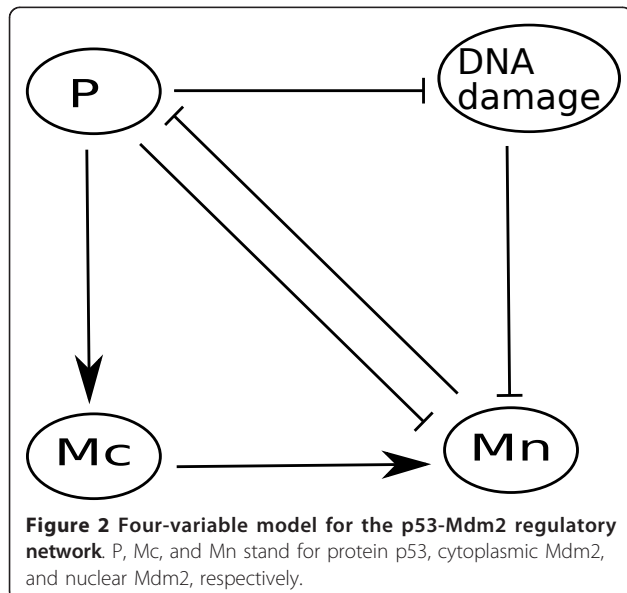 P
DNA
damage
Mc
Mn
Figure 2 Four-variable model for the p53-Mdm2 regulatory
network. P, Mc, and Mn stand for protein p53, cytoplasmic Mdm2,
and nuclear Mdm2, respectively.